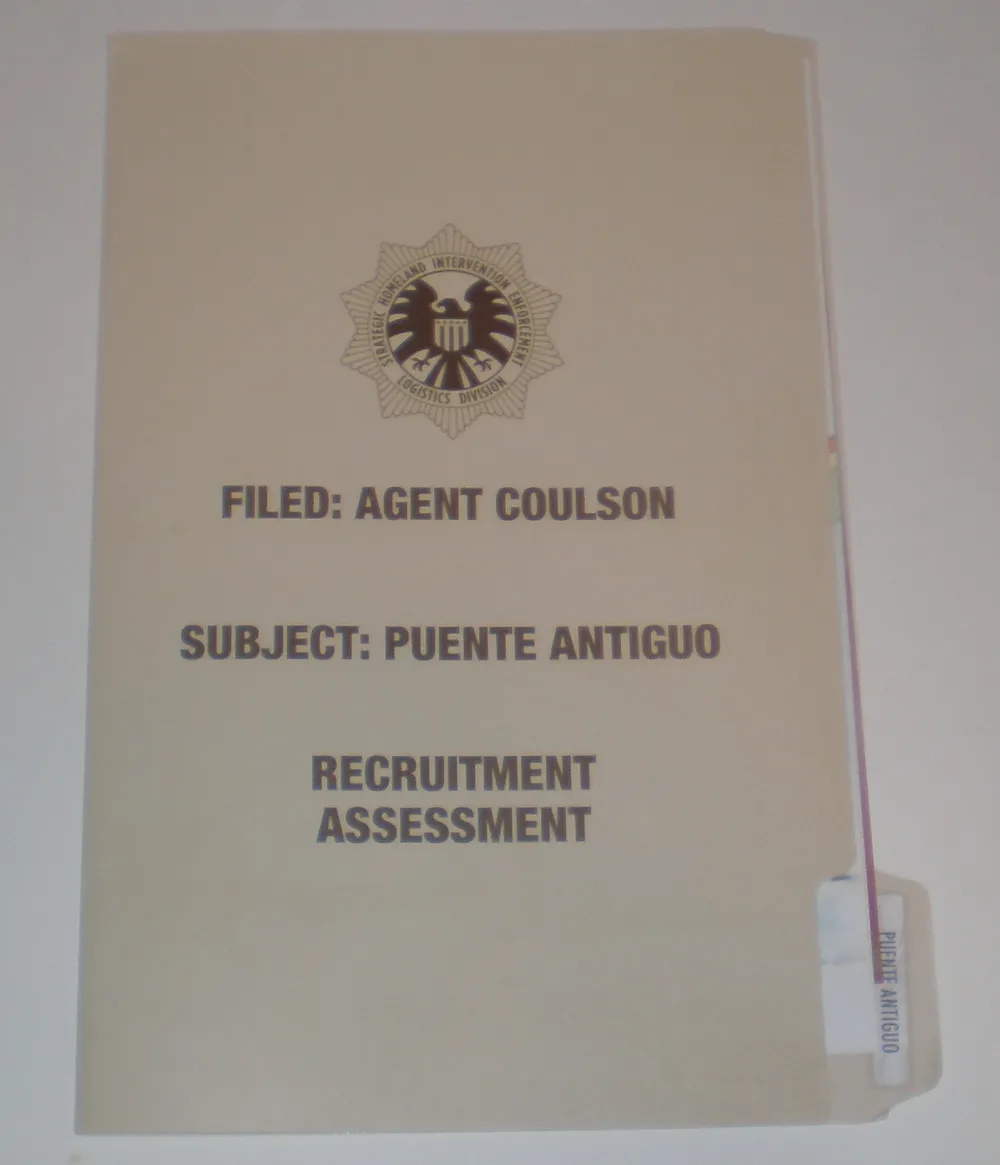 STRATEGIC HOMELAND INTERVENTION ENFORCEMENT
LOGISTICS DIVISION
FILED: AGENT COULSON
SUBJECT: PUENTE ANTIGUO
RECRUITMENT
ASSESSMENT
PUENTE ANTIGUO